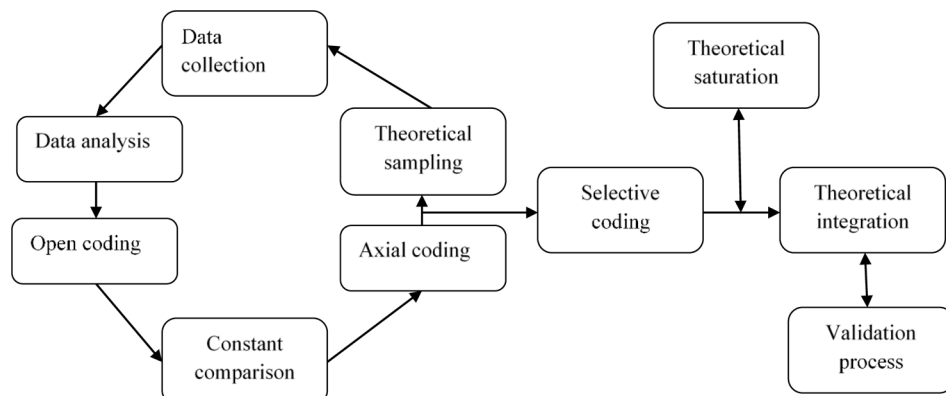 Data
collection
Theoretical
saturation
Data analysis
Theoretical
sampling
Selective
coding
Theoretical
integration
Open coding
Axial coding
Constant
comparison
Validation
process